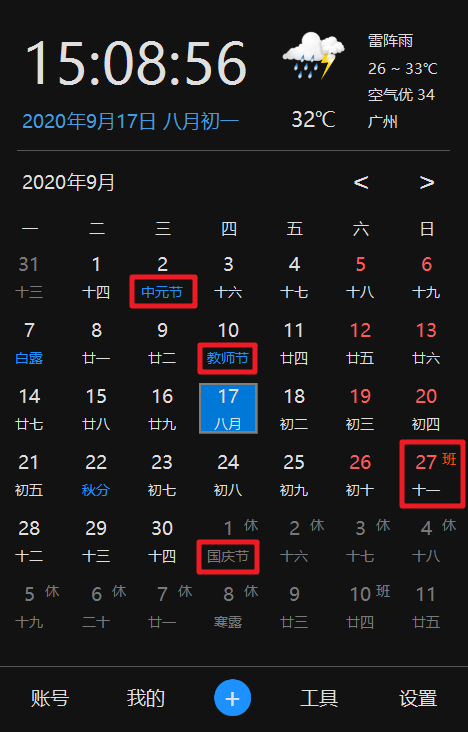 15:08:56
雷阵雨
26 ~ 33℃
空气优 34
2020年9月17日 八月初一
32℃
广州
2020年9月
< >
一 二 三 四 五 六 日
31 1 2 3 4 5 6
十三 十四 中元节 十六 十七 十八 十九
7 8 9 10 11 12 13
白露 廿一 廿二 教师节 廿四 廿五 廿六
14 15 16 17 18 19 20
廿七 廿八 廿九 八月 初二 初三 初四
21 22 23 24 25 26 27 班
初五 秋分 初七 初八 初九 初十 十一
28 29 30 1 休 2 休 3 休 4 休
十二 十三 十四 国庆节 十六 十七 十八
5 休 6 休 7 休 8 休 9 10 班 11
十九 二十 廿一 寒露 廿三 廿四 廿五
账号 我的 + 工具 设置